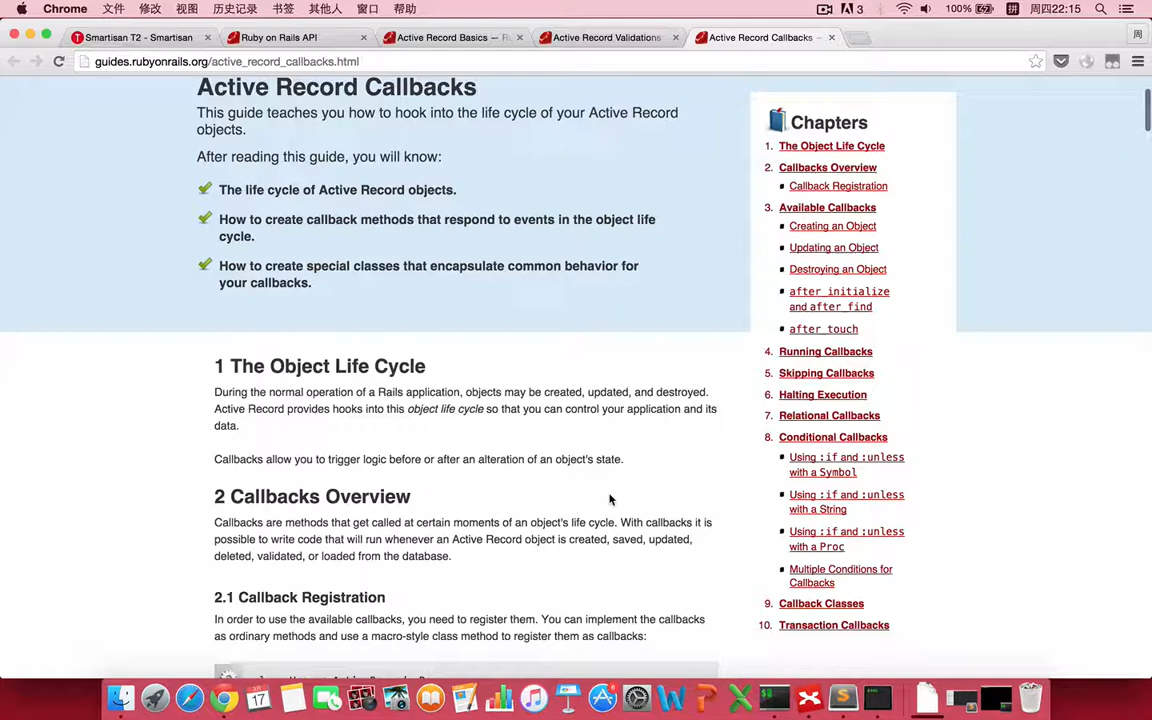 Chrome 文件 修改 视图 历史记录 书签 其他人 窗口 帮助 3 100% 拼 周四22:15
Smartisan T2 - Smartisan × Ruby on Rails API × Active Record Basics — × Active Record Validations × Active Record Callbacks — × 周
guides.rubyonrails.org/active_record_callbacks.html
Active Record Callbacks
This guide teaches you how to hook into the life cycle of your Active Record
objects.
After reading this guide, you will know:
The life cycle of Active Record objects.
How to create callback methods that respond to events in the object life
cycle.
How to create special classes that encapsulate common behavior for
your callbacks.
Chapters
1. The Object Life Cycle
2. Callbacks Overview
Callback Registration
3. Available Callbacks
Creating an Object
Updating an Object
Destroying an Object
after_initialize
and after_find
after_touch
4. Running Callbacks
5. Skipping Callbacks
6. Halting Execution
7. Relational Callbacks
8. Conditional Callbacks
Using :if and :unless
with a Symbol
Using :if and :unless
with a String
Using :if and :unless
with a Proc
Multiple Conditions for
Callbacks
9. Callback Classes
10. Transaction Callbacks
1 The Object Life Cycle
During the normal operation of a Rails application, objects may be created, updated, and destroyed.
Active Record provides hooks into this object life cycle so that you can control your application and its
data.
Callbacks allow you to trigger logic before or after an alteration of an object's state.
2 Callbacks Overview
Callbacks are methods that get called at certain moments of an object's life cycle. With callbacks it is
possible to write code that will run whenever an Active Record object is created, saved, updated,
deleted, validated, or loaded from the database.
2.1 Callback Registration
In order to use the available callbacks, you need to register them. You can implement the callbacks
as ordinary methods and use a macro-style class method to register them as callbacks:
17